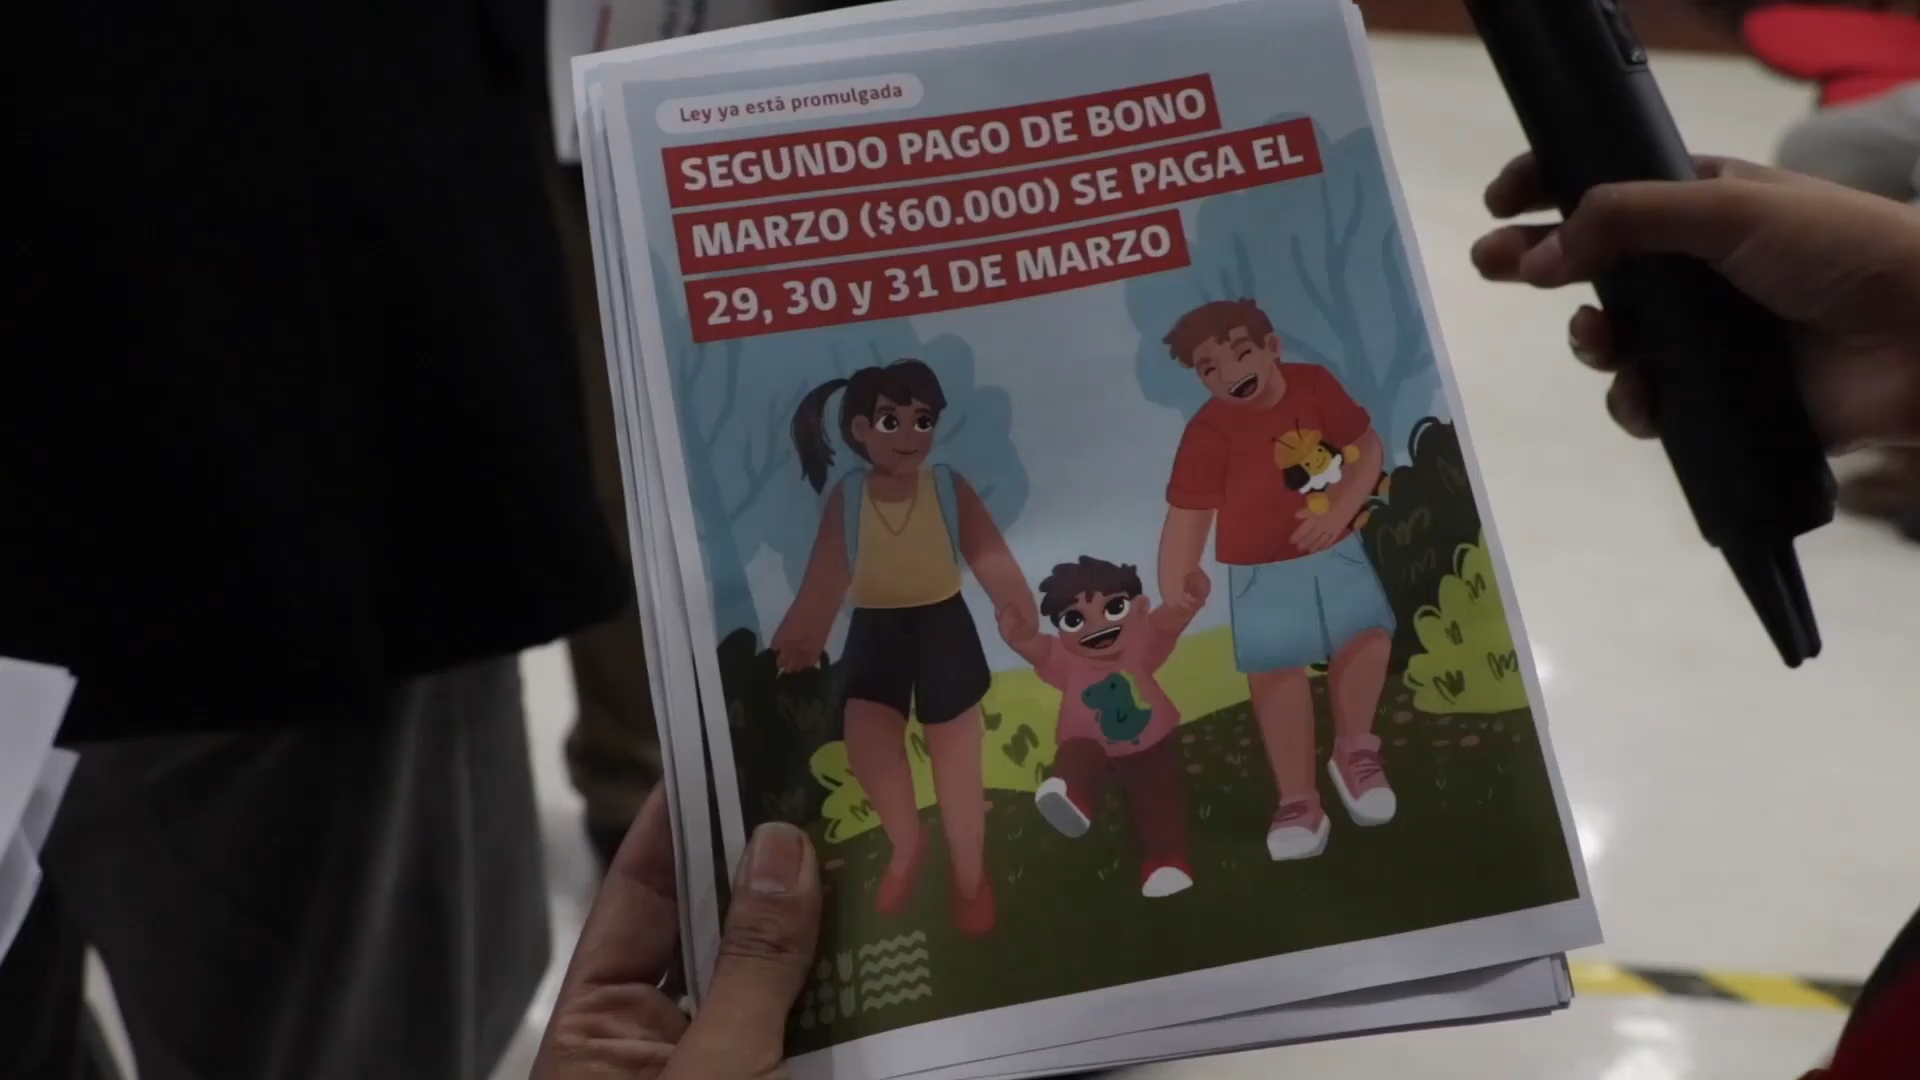 Ley ya está promulgada
SEGUNDO PAGO DE BONO
MARZO ($60.000) SE PAGA EL
29, 30 y 31 DE MARZO